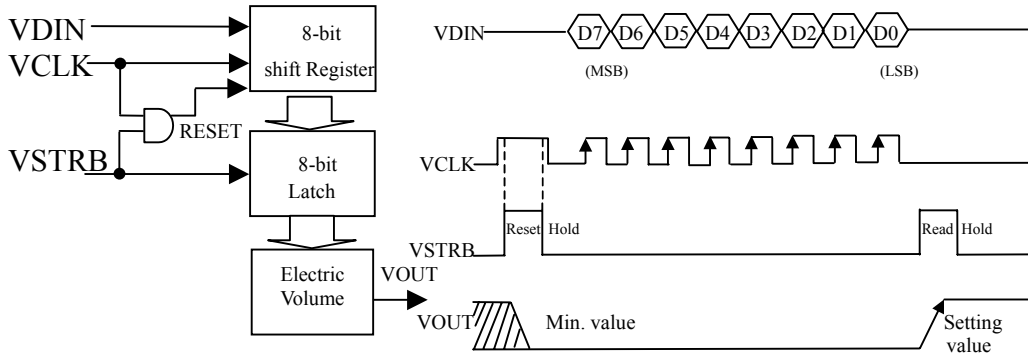 VDIN
VCLK
VSTRB
8-bit
shift Register
RESET
8-bit
Latch
Electric
Volume
VOUT
VDIN
D7 D6 D5 D4 D3 D2 D1 D0
(MSB) (LSB)
VCLK
VSTRB
Reset Hold Read Hold
VOUT
Min. value
Setting
value